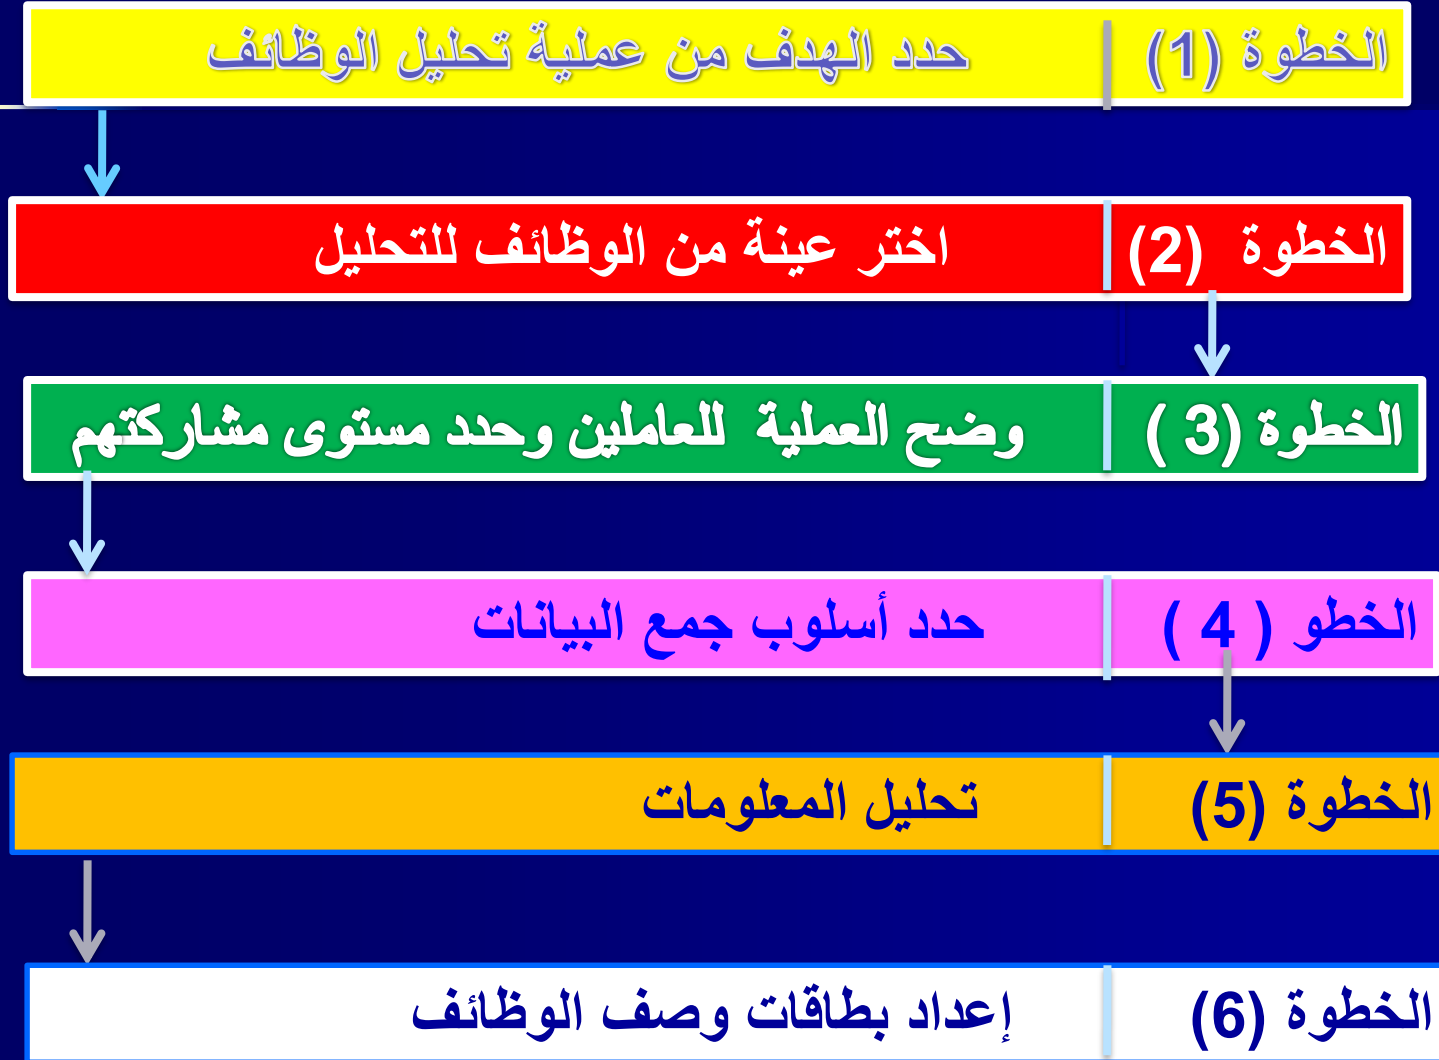 الخطوة (1) حدد الهدف من عملية تحليل الوظائف
الخطوة (2) اختر عينة من الوظائف للتحليل
الخطوة (3 ) وضح العملية للعاملين وحدد مستوى مشاركتهم
الخطو ( 4 ) حدد أسلوب جمع البيانات
الخطوة (5) تحليل المعلومات
الخطوة (6) إعداد بطاقات وصف الوظائف